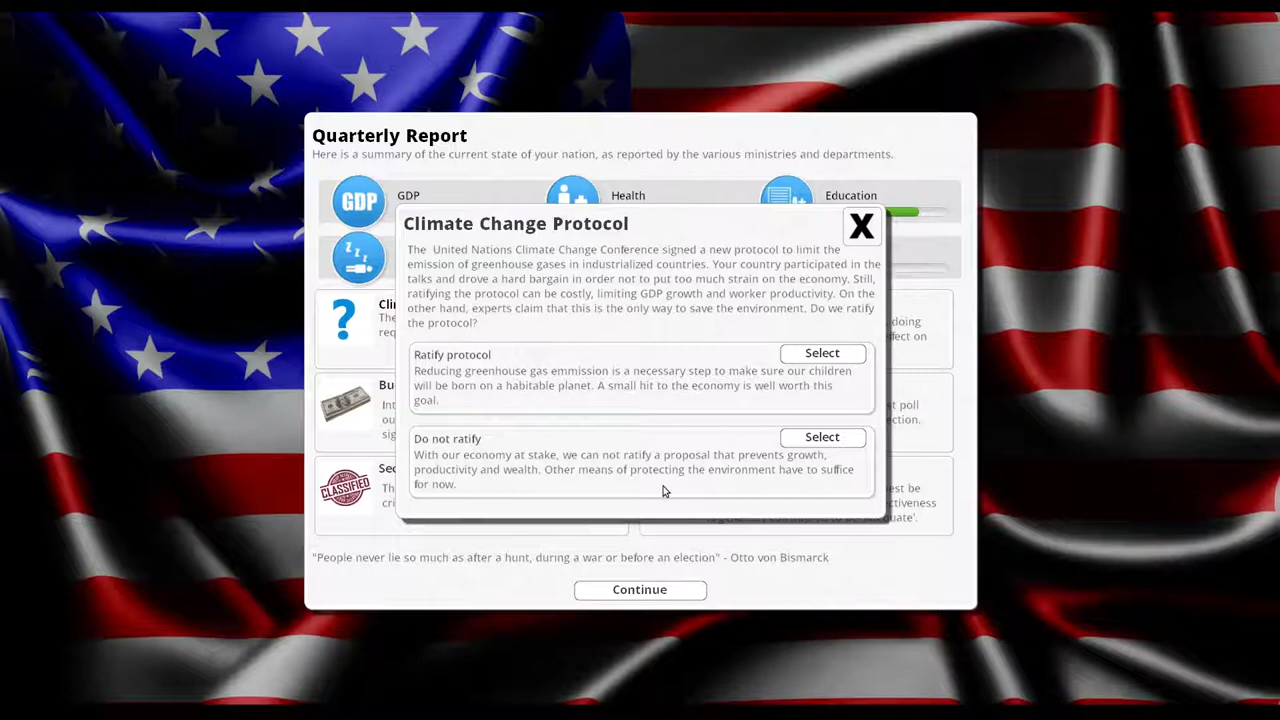 Quarterly Report
Here is a summary of the current state of your nation, as reported by the various ministries and departments.
GDP GDP Health Education
Climate Change Protocol X
The United Nations Climate Change Conference signed a new protocol to limit the
emission of greenhouse gases in industrialized countries. Your country participated in the
talks and drove a hard bargain in order not to put too much strain on the economy. Still,
ratifying the protocol can be costly, limiting GDP growth and worker productivity. On the
other hand, experts claim that this is the only way to save the environment. Do we ratify
the protocol?
Ratify protocol Select
Reducing greenhouse gas emmission is a necessary step to make sure our children
will be born on a habitable planet. A small hit to the economy is well worth this
goal.
Do not ratify Select
With our economy at stake, we can not ratify a proposal that prevents growth,
productivity and wealth. Other means of protecting the environment have to suffice
for now.
?
doing
on
poll
CLASSIFIED
be
"People never lie so much as after a hunt, during a war or before an election" - Otto von Bismarck
Continue